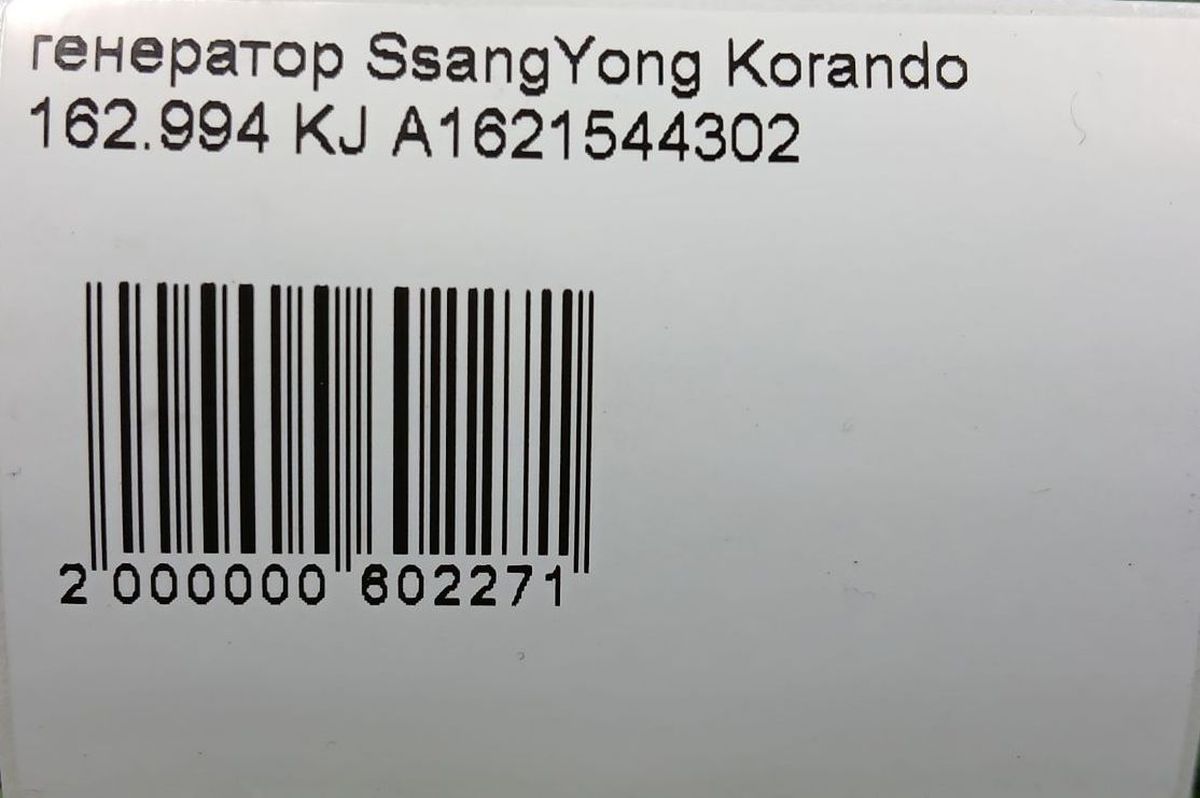 генератор SsangYong Korando
162.994 KJ A1621544302
2 000000 602271